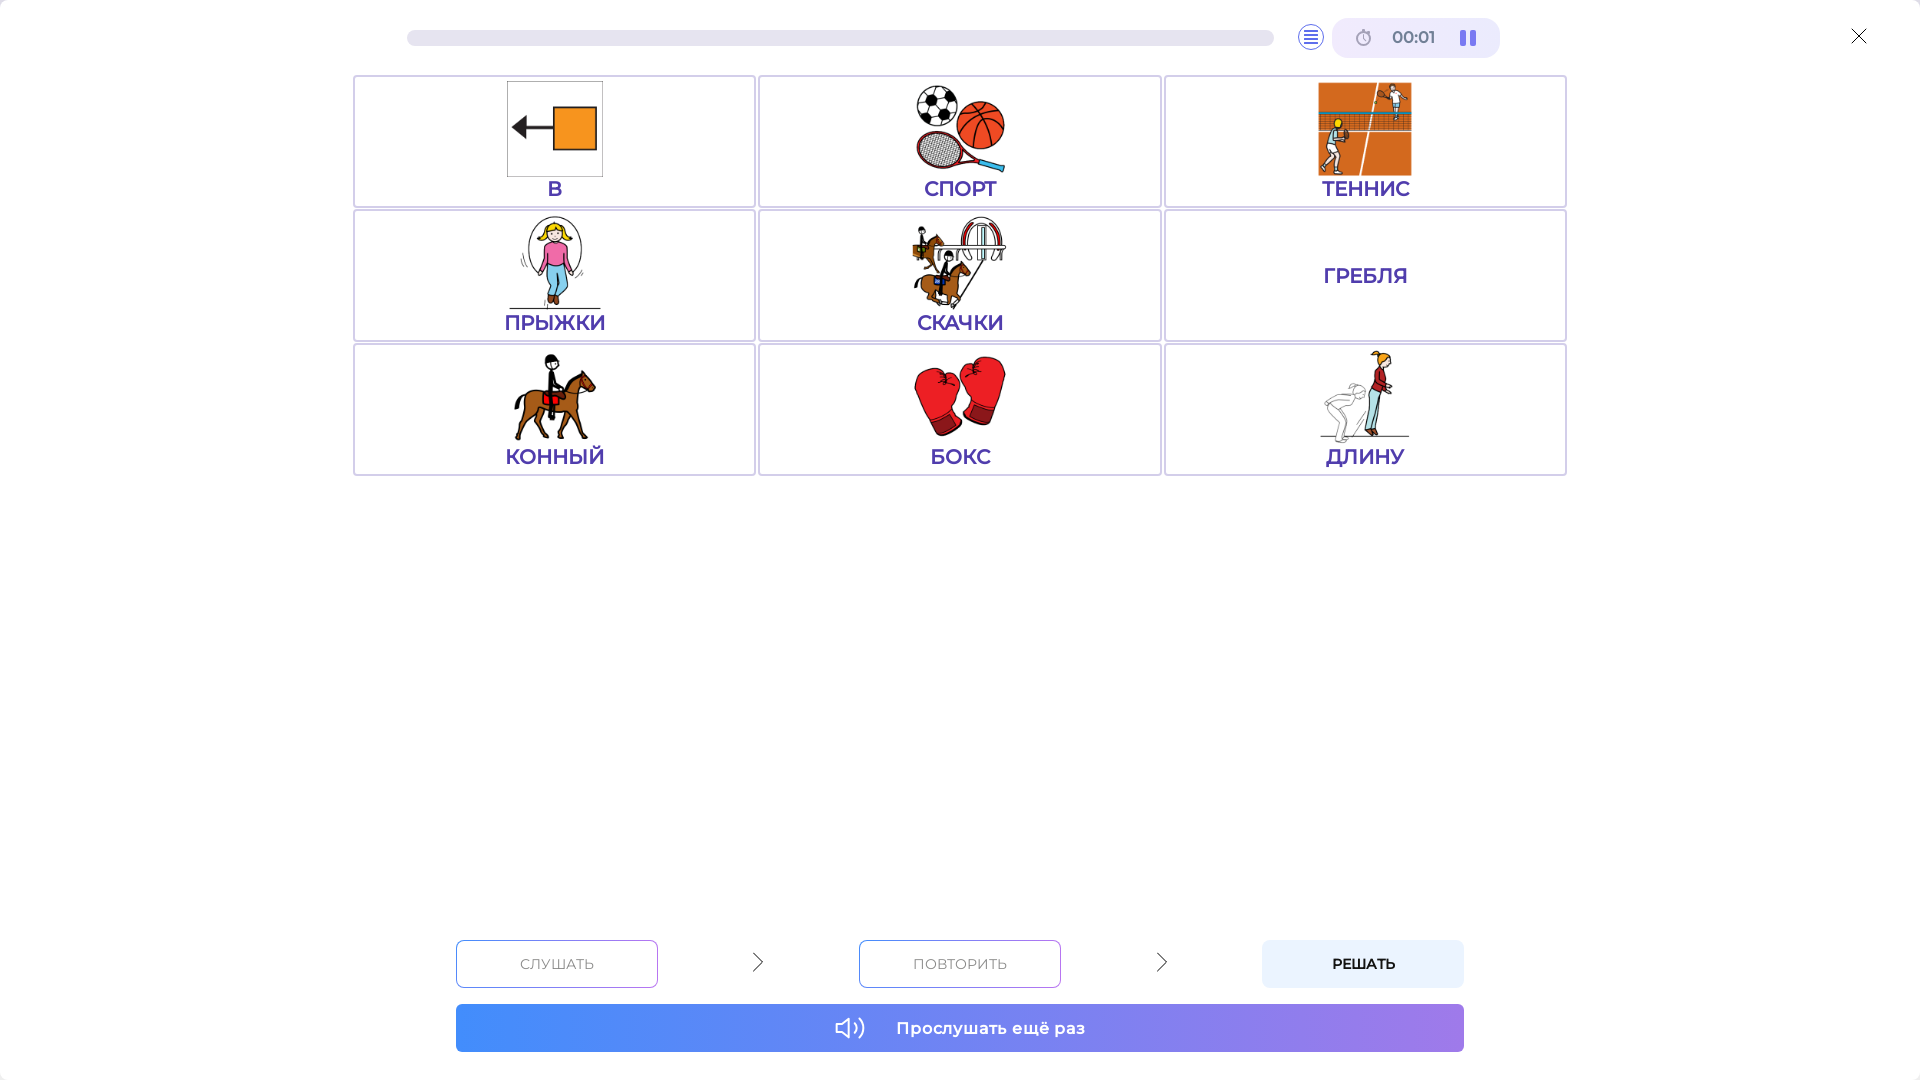 00:01
В
СПОРТ
ТЕННИС
ПРЫЖКИ
СКАЧКИ
ГРЕБЛЯ
КОННЫЙ
БОКС
ДЛИНУ
СЛУШАТЬ
ПОВТОРИТЬ
РЕШАТЬ
Прослушать ещё раз